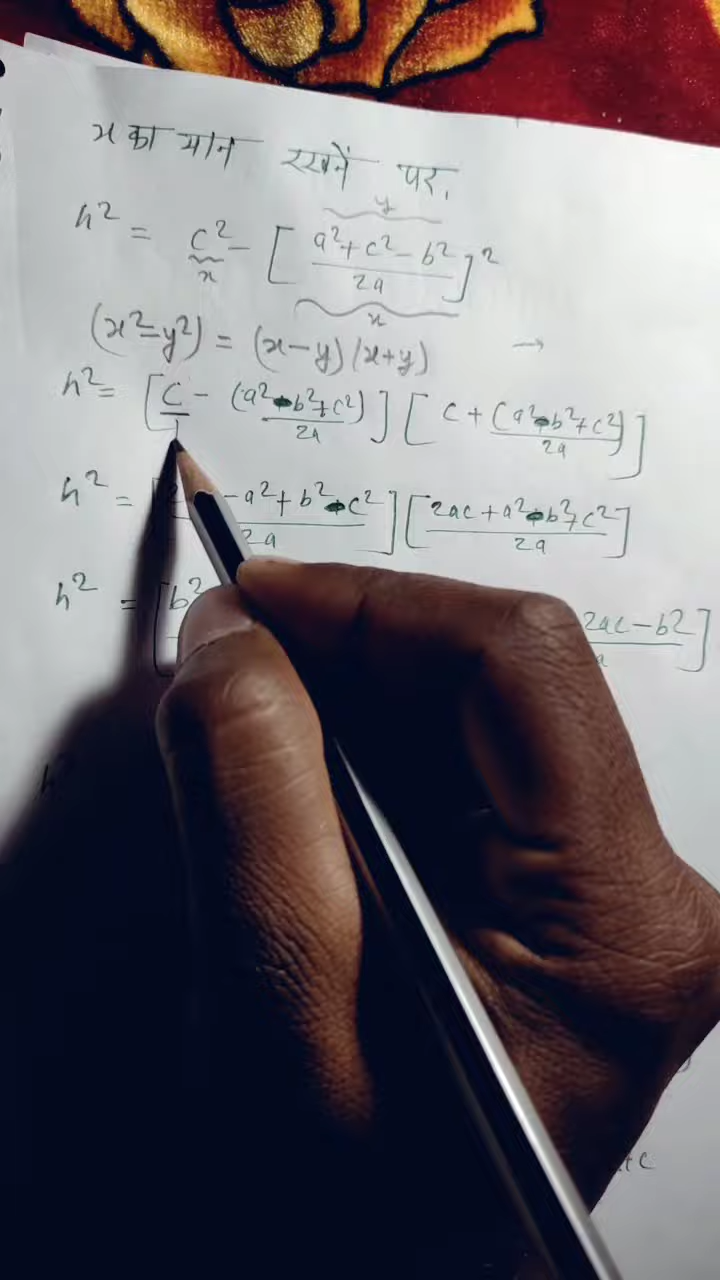 x का मान रखनें पर.
y
h² = c² - [a²+c²-b²/2a]²
x x
(x²-y²) = (x-y)(x+y) →
h² = [c/1 - (a²-b²+c²)/2a] [c + (a²-b²+c²)/2a]
h² = [-a²+b²-c²/2a] [2ac+a²-b²+c²/2a]
h² = [b² 2ac-b²]
+c